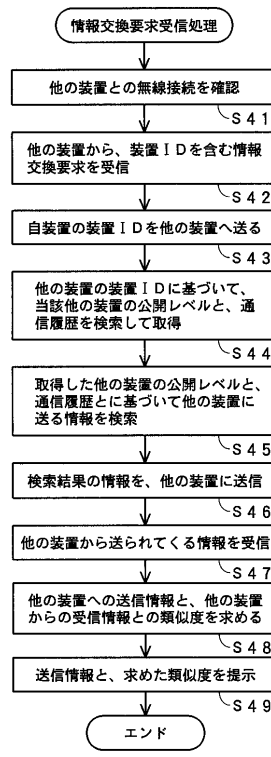 情報交換要求受信処理
他の装置との無線接続を確認
S41
他の装置から、装置IDを含む情報
交換要求を受信
S42
自装置の装置IDを他の装置へ送る
S43
他の装置の装置IDに基づいて、
当該他の装置の公開レベルと、通
信履歴を検索して取得
S44
取得した他の装置の公開レベルと、
通信履歴とに基づいて他の装置に
送る情報を検索
S45
検索結果の情報を、他の装置に送信
S46
他の装置から送られてくる情報を受信
S47
他の装置への送信情報と、他の装置
からの受信情報との類似度を求める
S48
送信情報と、求めた類似度を提示
S49
エンド